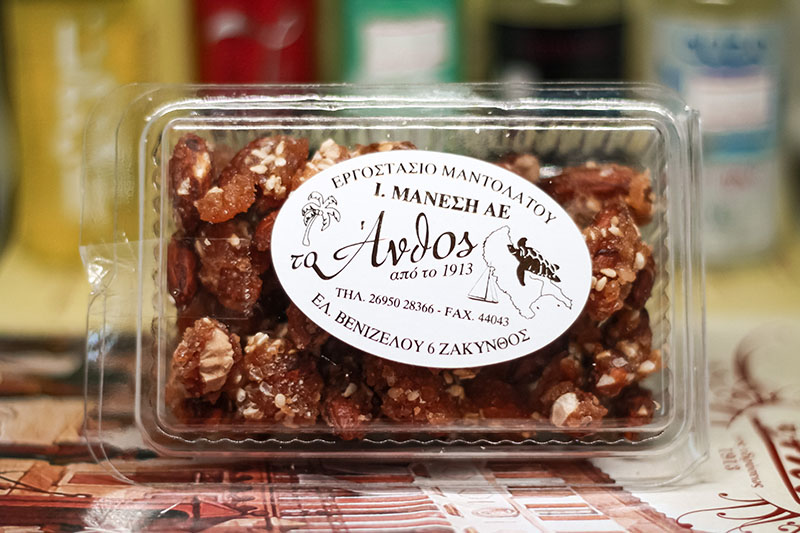 ΕΡΓΟΣΤΑΣΙΟ ΜΑΝΤΟΛΑΤΟΥ
Ι. ΜΑΝΕΣΗ ΑΕ
το Άνθος
από το 1913
ΤΗΛ. 26950 28366 - FAX. 44043
ΕΛ. ΒΕΝΙΖΕΛΟΥ 6 ΖΑΚΥΝΘΟΣ